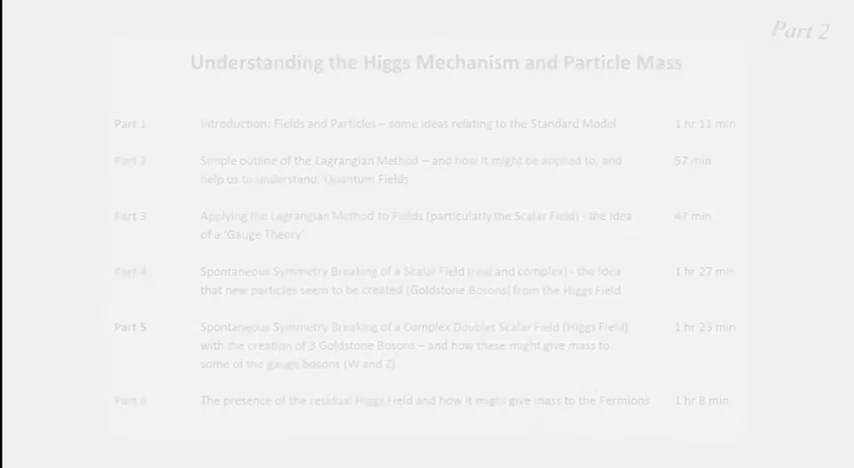 Part 2
Understanding the Higgs Mechanism and Particle Mass
Part 1 Introduction: Fields and Particles – some ideas relating to the Standard Model 1 hr 11 min
Part 2 Simple outline of the Lagrangian Method – and how it might be applied to, and 57 min
help us to understand, Quantum Fields
Part 3 Applying the Lagrangian Method to Fields (particularly the Scalar Field) - the idea 47 min
of a 'Gauge Theory'
Part 4 Spontaneous Symmetry Breaking of a Scalar Field (real and complex) - the idea 1 hr 27 min
that new particles seem to be created (Goldstone Bosons) from the Higgs Field
Part 5 Spontaneous Symmetry Breaking of a Complex Doublet Scalar Field (Higgs Field) 1 hr 23 min
with the creation of 3 Goldstone Bosons – and how these might give mass to
some of the gauge bosons (W and Z)
Part 6 The presence of the residual Higgs Field and how it might give mass to the Fermions 1 hr 8 min